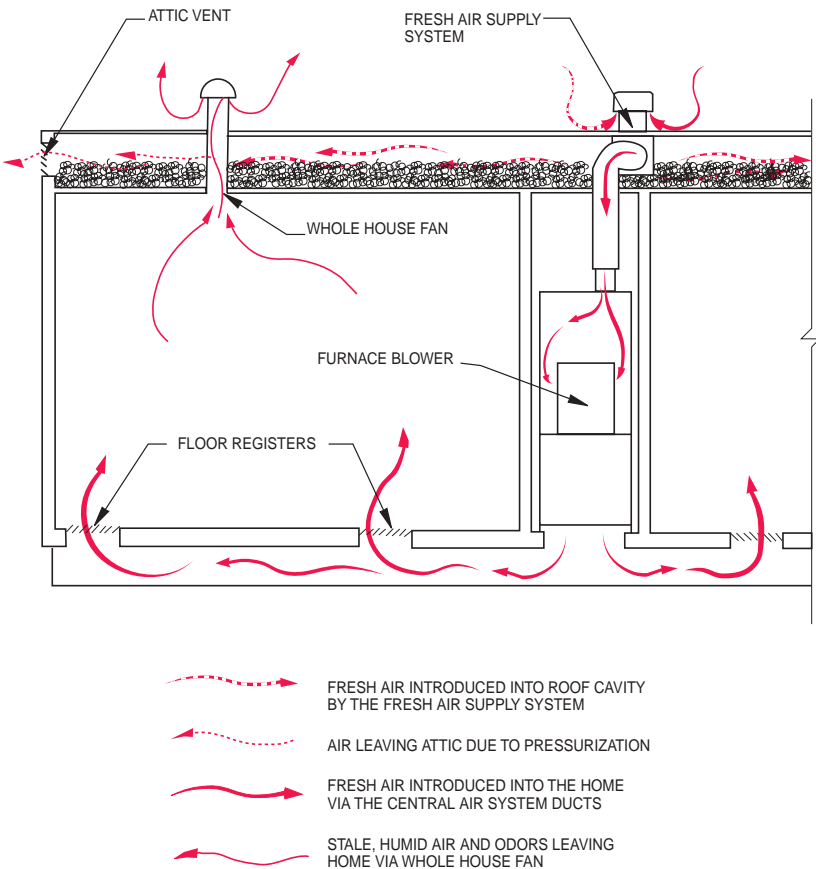 ATTIC VENT
FRESH AIR SUPPLY
SYSTEM
WHOLE HOUSE FAN
FURNACE BLOWER
FLOOR REGISTERS
FRESH AIR INTRODUCED INTO ROOF CAVITY
BY THE FRESH AIR SUPPLY SYSTEM
AIR LEAVING ATTIC DUE TO PRESSURIZATION
FRESH AIR INTRODUCED INTO THE HOME
VIA THE CENTRAL AIR SYSTEM DUCTS
STALE, HUMID AIR AND ODORS LEAVING
HOME VIA WHOLE HOUSE FAN